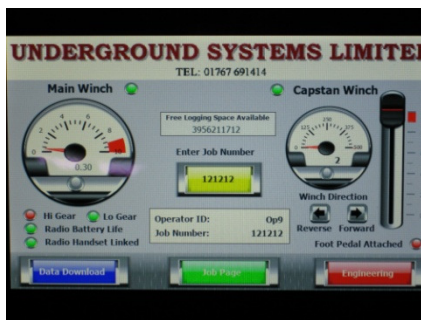 UNDERGROUND SYSTEMS LIMITE
TEL: 01767 691414
Main Winch
Capstan Winch
Free Logging Space Available
3956211712
Enter Job Number
121212
0.30
2
Hi Gear
Lo Gear
Radio Battery Life
Radio Handset Linked
Operator ID: Op9
Job Number: 121212
Winch Direction
Reverse Forward
Foot Pedal Attached
Data Download
Job Page
Engineering